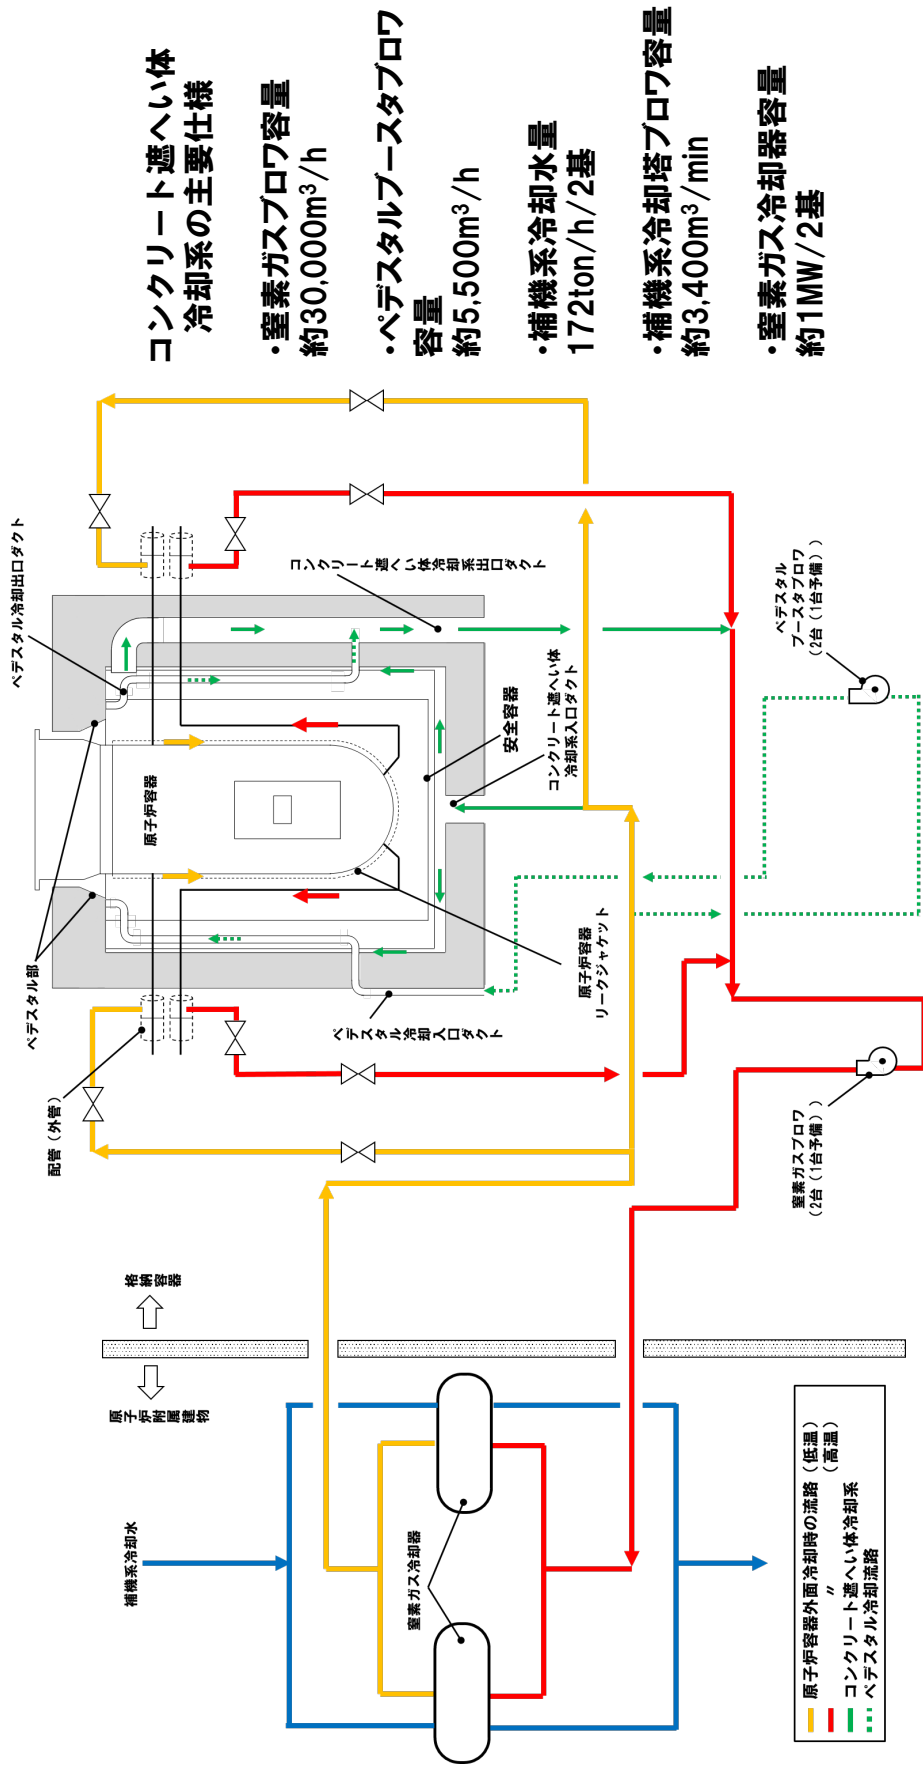 補機系冷却水
原子炉附属建物
格納容器
窒素ガス冷却器
配管(外管)
ペデスタル部
ペデスタル冷却出口ダクト
原子炉容器
コンクリート遮へい体冷却系出口ダクト
ペデスタル冷却入口ダクト
原子炉容器
リークジャケット
安全容器
コンクリート遮へい体
冷却系入口ダクト
窒素ガスブロワ
(2台(1台予備))
ペデスタル
ブースタブロワ
(2台(1台予備))
原子炉容器外面冷却時の流路(低温)
〃 (高温)
コンクリート遮へい体冷却系
ペデスタル冷却流路
コンクリート遮へい体
冷却系の主要仕様
・窒素ガスブロワ容量
約30,000m³/h
・ペデスタルブースタブロワ
容量
約5,500m³/h
・補機系冷却水量
172ton/h/2基
・補機系冷却塔ブロワ容量
約3,400m³/min
・窒素ガス冷却器容量
約1MW/2基